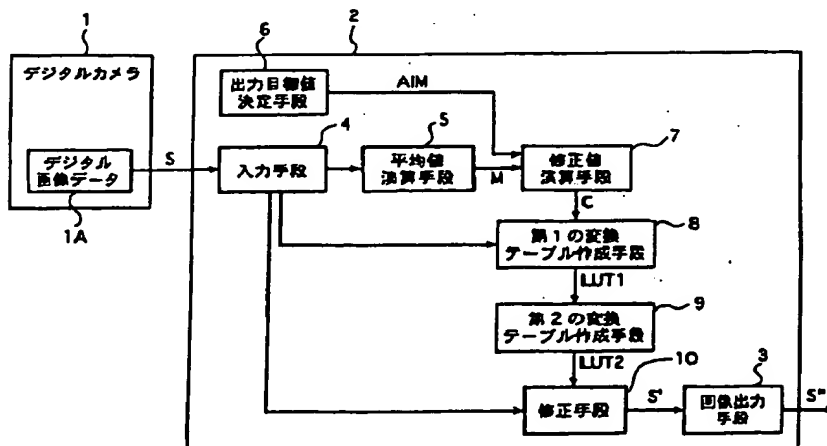 1
デジタルカメラ
デジタル
画像データ
1A
S
2
6
出力目標値
決定手段
AIM
4
入力手段
5
平均値
演算手段
M
7
修正値
演算手段
C
8
第1の変換
テーブル作成手段
LUT1
9
第2の変換
テーブル作成手段
LUT2
10
修正手段
S'
3
画像出力
手段
S"